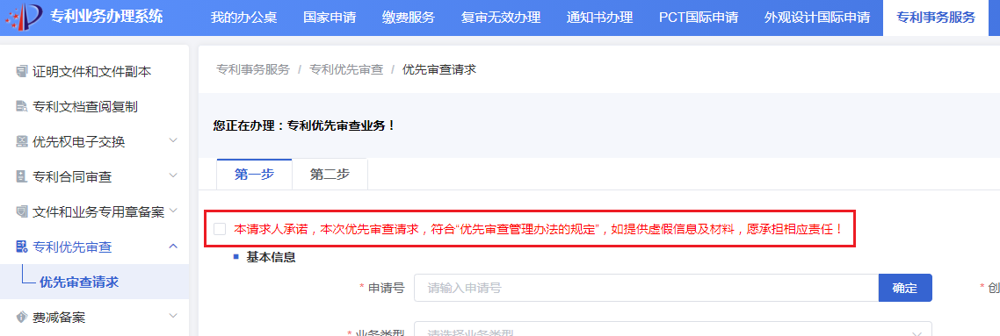 专利业务办理系统 我的办公桌 国家申请 缴费服务 复审无效办理 通知书办理 PCT国际申请 外观设计国际申请 专利事务服务
证明文件和文件副本
专利文档查阅复制
优先权电子交换
专利合同审查
文件和业务专用章备案
专利优先审查
优先审查请求
费减备案
专利事务服务 / 专利优先审查 / 优先审查请求
您正在办理：专利优先审查业务！
第一步 第二步
本请求人承诺，本次优先审查请求，符合“优先审查管理办法的规定”，如提供虚假信息及材料，愿承担相应责任！
基本信息
* 申请号 请输入申请号 确定 * 创
* 业务类型 请选择业务类型